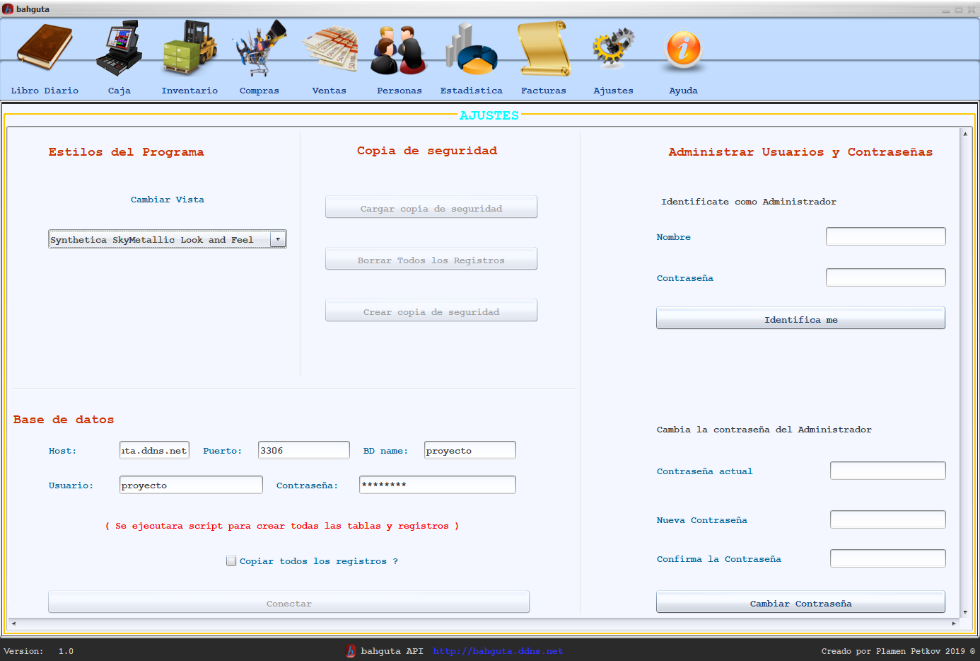 bahguta
Libro Diario Caja Inventario Compras Ventas Personas Estadistica Facturas Ajustes Ayuda
AJUSTES
Estilos del Programa
Cambiar Vista
Synthetica SkyMetallic Look and Feel
Copia de seguridad
Cargar copia de seguridad
Borrar Todos los Registros
Crear copia de seguridad
Administrar Usuarios y Contraseñas
Identificate como Administrador
Nombre
Contraseña
Identifica me
Base de datos
Host: ita.ddns.net Puerto: 3306 BD name: proyecto
Usuario: proyecto Contraseña: ********
( Se ejecutara script para crear todas las tablas y registros )
Copiar todos los registros ?
Conectar
Cambia la contraseña del Administrador
Contraseña actual
Nueva Contraseña
Confirma la Contraseña
Cambiar Contraseña
Version: 1.0 bahguta API http://bahguta.ddns.net Creado por Plamen Petkov 2019 ©